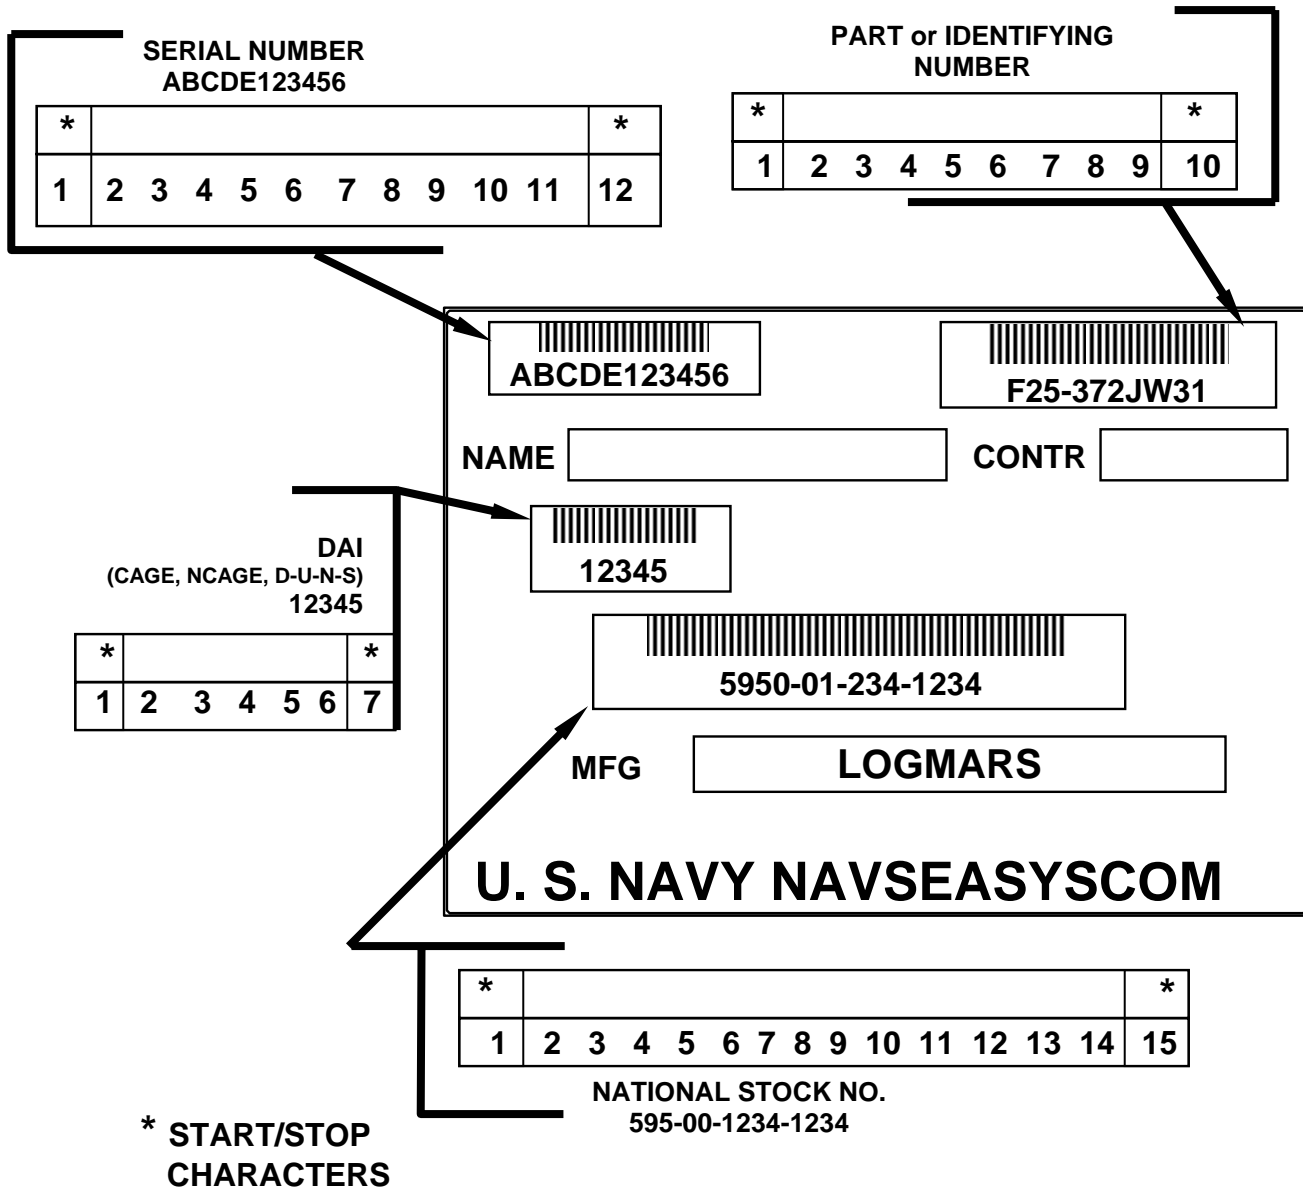 SERIAL NUMBER
ABCDE123456
* *
1 2 3 4 5 6 7 8 9 10 11 12
PART or IDENTIFYING
NUMBER
* *
1 2 3 4 5 6 7 8 9 10
ABCDE123456
F25-372JW31
NAME CONTR
DAI
(CAGE, NCAGE, D-U-N-S)
12345
* *
1 2 3 4 5 6 7
12345
5950-01-234-1234
MFG LOGMARS
U. S. NAVY NAVSEASYSCOM
* *
1 2 3 4 5 6 7 8 9 10 11 12 13 14 15
NATIONAL STOCK NO.
595-00-1234-1234
* START/STOP
CHARACTERS